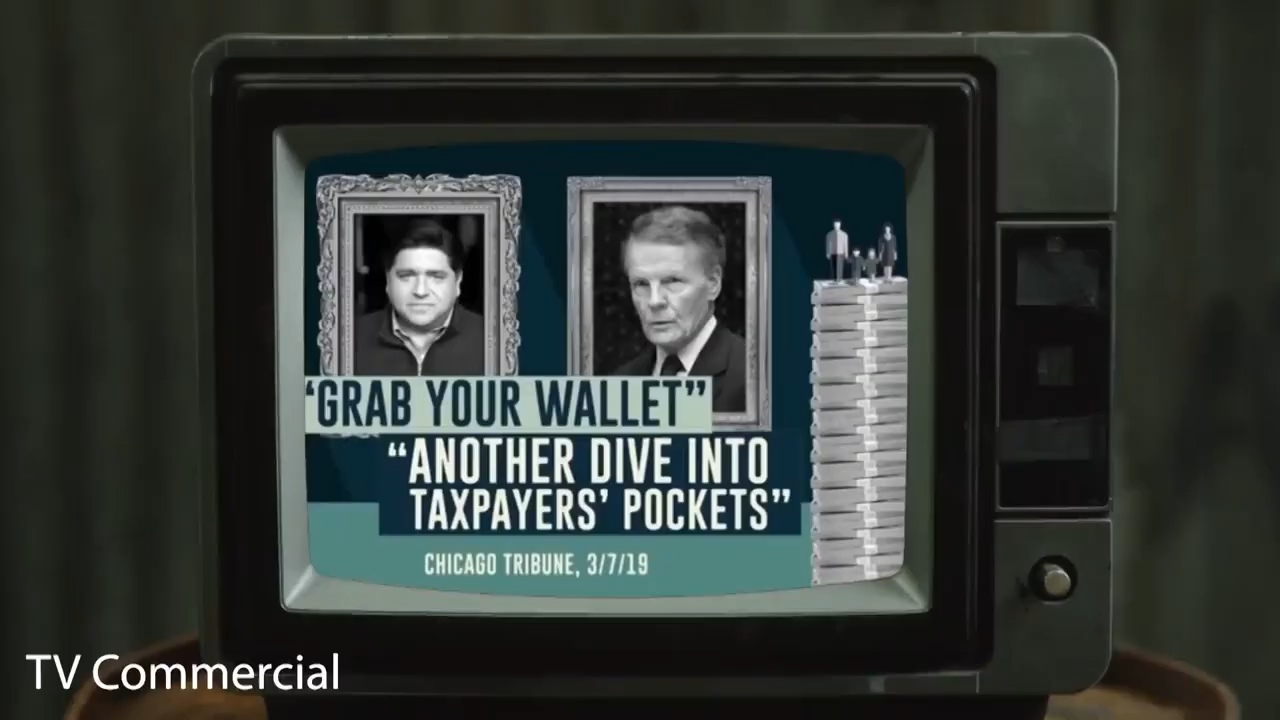 ‘GRAB YOUR WALLET”
“ANOTHER DIVE INTO
TAXPAYERS’ POCKETS”
CHICAGO TRIBUNE, 3/7/19
TV Commercial